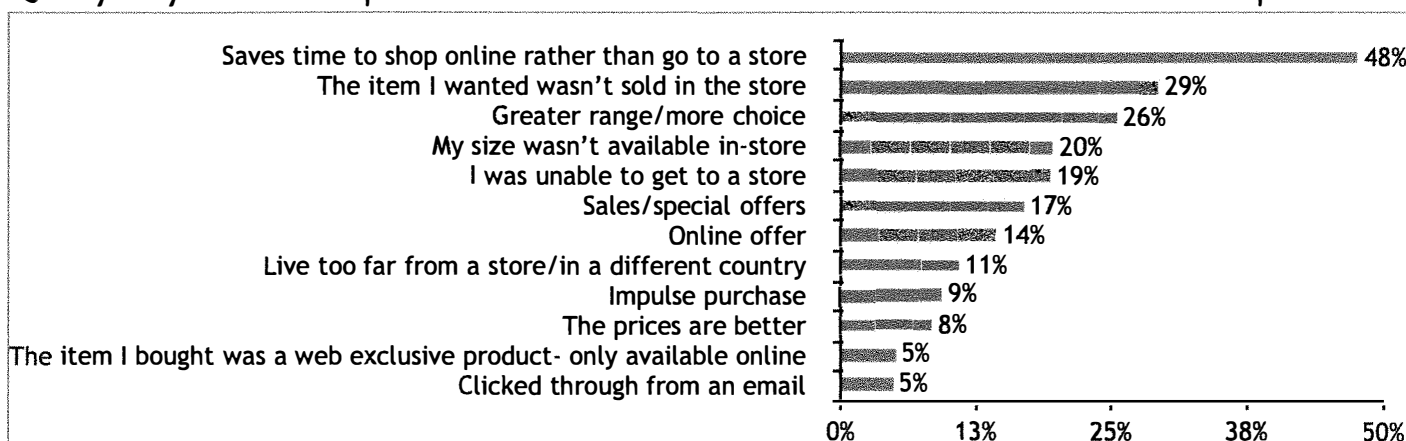 Saves time to shop online rather than go to a store 48%
The item I wanted wasn't sold in the store 29%
Greater range/more choice 26%
My size wasn't available in-store 20%
I was unable to get to a store 19%
Sales/special offers 17%
Online offer 14%
Live too far from a store/in a different country 11%
Impulse purchase 9%
The prices are better 8%
The item I bought was a web exclusive product- only available online 5%
Clicked through from an email 5%
0% 13% 25% 38% 50%